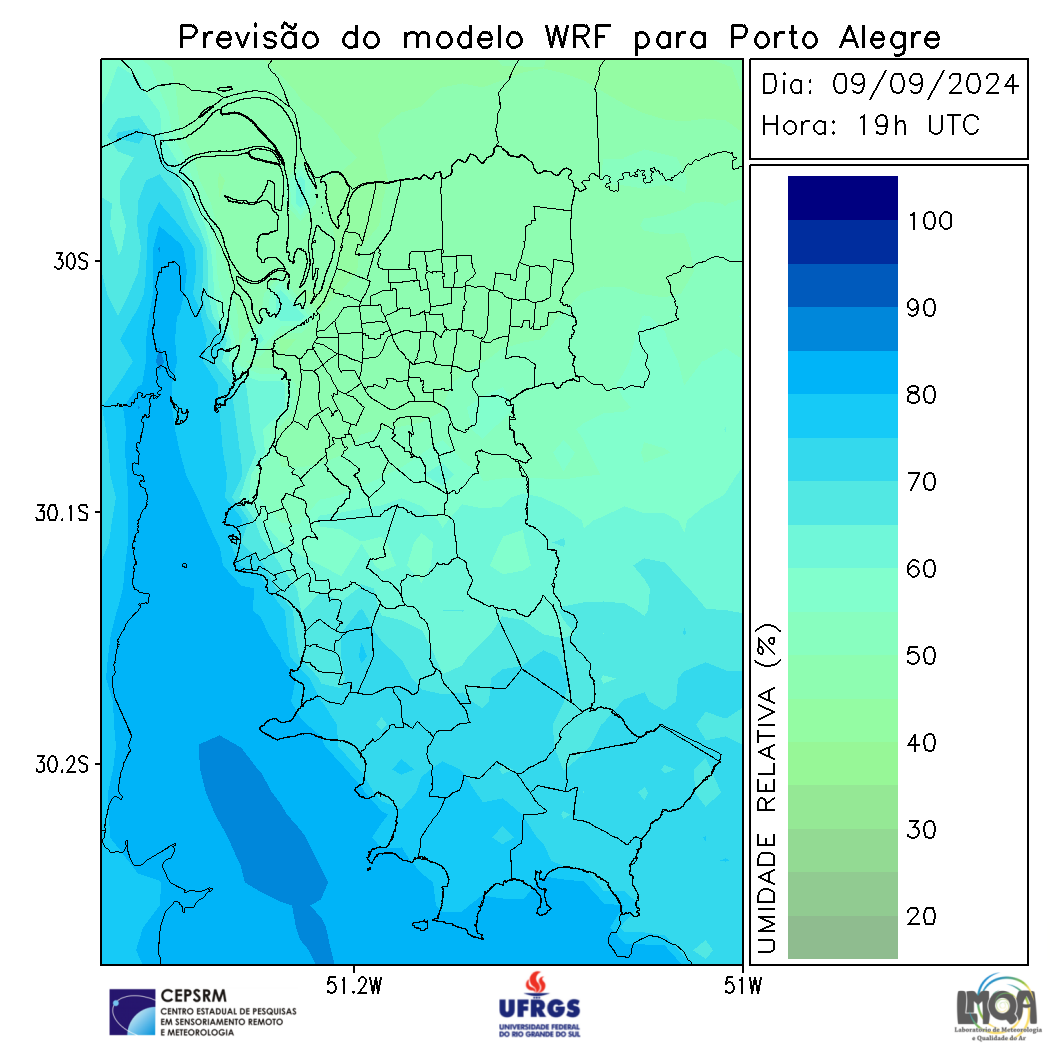 Previsão do modelo WRF para Porto Alegre
Dia: 09/09/2024
Hora: 19h UTC
30S
30.1S
30.2S
51.2W
51W
100
90
80
70
60
50
40
30
20
UMIDADE RELATIVA (%)
CEPSRM
CENTRO ESTADUAL DE PESQUISAS
EM SENSORIAMENTO REMOTO
E METEOROLOGIA
UFRGS
UNIVERSIDADE FEDERAL
DO RIO GRANDE DO SUL
LMQA
Laboratório de Meteorologia
e Qualidade do Ar